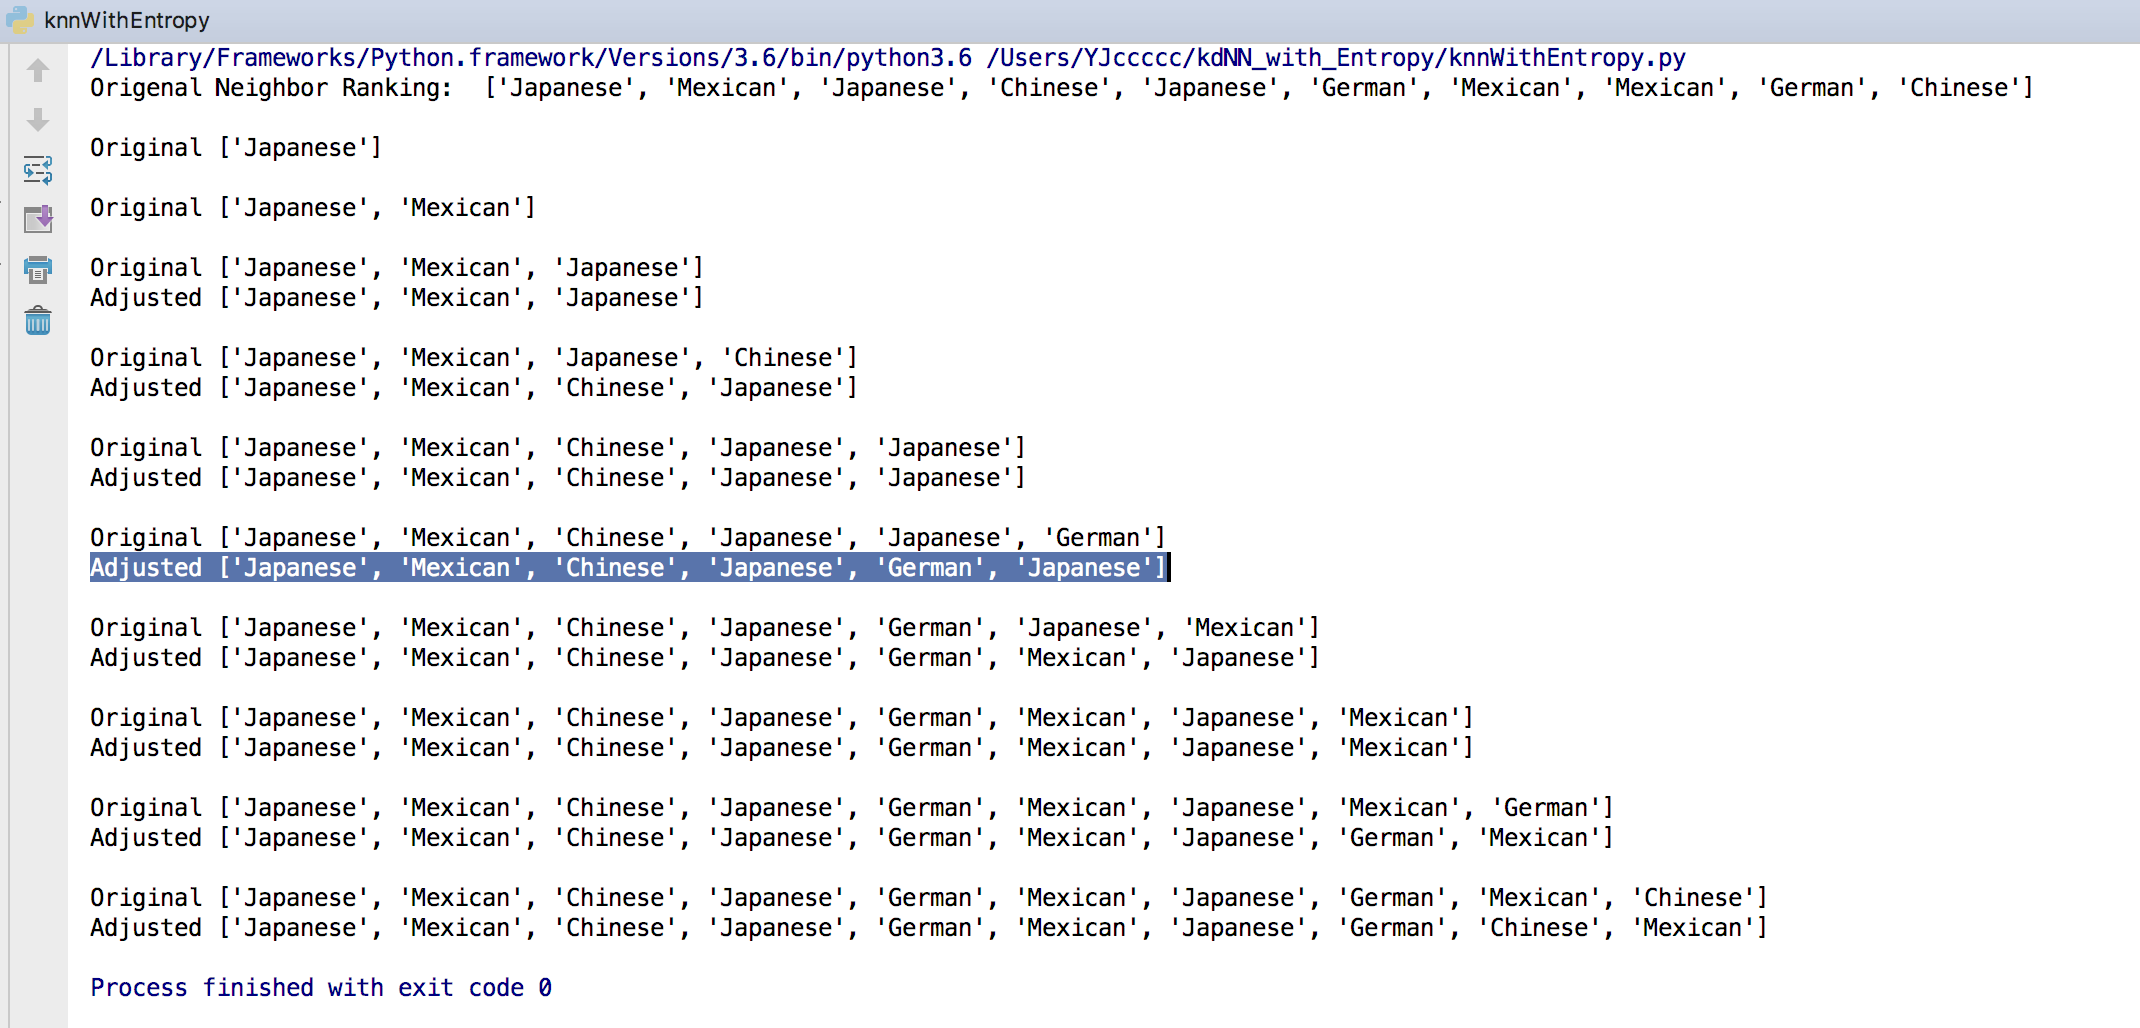 knnWithEntropy
/Library/Frameworks/Python.framework/Versions/3.6/bin/python3.6 /Users/YJccccc/kdNN_with_Entropy/knnWithEntropy.py
Origenal Neighbor Ranking:  ['Japanese', 'Mexican', 'Japanese', 'Chinese', 'Japanese', 'German', 'Mexican', 'Mexican', 'German', 'Chinese']
Original ['Japanese']
Original ['Japanese', 'Mexican']
Original ['Japanese', 'Mexican', 'Japanese']
Adjusted ['Japanese', 'Mexican', 'Japanese']
Original ['Japanese', 'Mexican', 'Japanese', 'Chinese']
Adjusted ['Japanese', 'Mexican', 'Chinese', 'Japanese']
Original ['Japanese', 'Mexican', 'Chinese', 'Japanese', 'Japanese']
Adjusted ['Japanese', 'Mexican', 'Chinese', 'Japanese', 'Japanese']
Original ['Japanese', 'Mexican', 'Chinese', 'Japanese', 'Japanese', 'German']
Adjusted ['Japanese', 'Mexican', 'Chinese', 'Japanese', 'German', 'Japanese']
Original ['Japanese', 'Mexican', 'Chinese', 'Japanese', 'German', 'Japanese', 'Mexican']
Adjusted ['Japanese', 'Mexican', 'Chinese', 'Japanese', 'German', 'Mexican', 'Japanese']
Original ['Japanese', 'Mexican', 'Chinese', 'Japanese', 'German', 'Mexican', 'Japanese', 'Mexican']
Adjusted ['Japanese', 'Mexican', 'Chinese', 'Japanese', 'German', 'Mexican', 'Japanese', 'Mexican']
Original ['Japanese', 'Mexican', 'Chinese', 'Japanese', 'German', 'Mexican', 'Japanese', 'Mexican', 'German']
Adjusted ['Japanese', 'Mexican', 'Chinese', 'Japanese', 'German', 'Mexican', 'Japanese', 'German', 'Mexican']
Original ['Japanese', 'Mexican', 'Chinese', 'Japanese', 'German', 'Mexican', 'Japanese', 'German', 'Mexican', 'Chinese']
Adjusted ['Japanese', 'Mexican', 'Chinese', 'Japanese', 'German', 'Mexican', 'Japanese', 'German', 'Chinese', 'Mexican']
Process finished with exit code 0